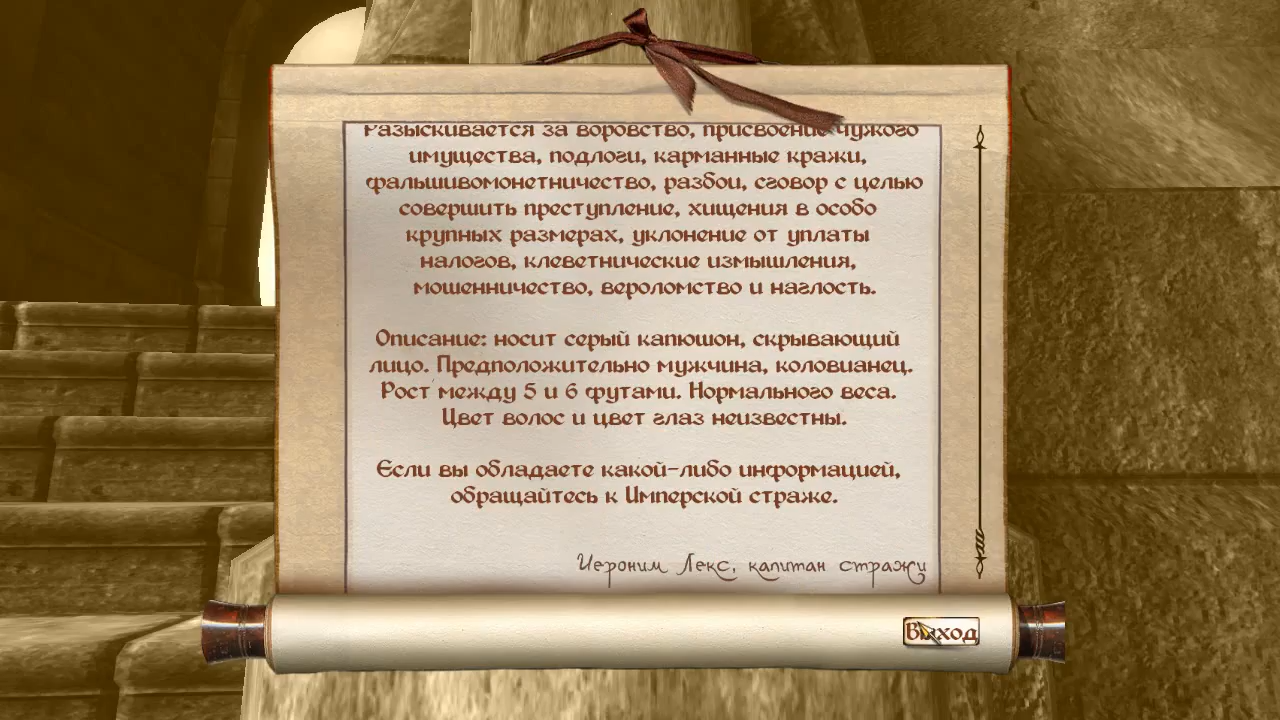 Разыскивается за воровство, присвоение чужого
имущества, подлоги, карманные кражи,
фальшивомонетничество, разбои, сговор с целью
совершить преступление, хищения в особо
крупных размерах, уклонение от уплаты
налогов, клеветнические измышления,
мошенничество, вероломство и наглость.
Описание: носит серый капюшон, скрывающий
лицо. Предположительно мужчина, коловианец.
Рост между 5 и 6 футами. Нормального веса.
Цвет волос и цвет глаз неизвестны.
Если вы обладаете какой-либо информацией,
обращайтесь к Имперской страже.
Иероним Лекс, капитан стражи
Выход